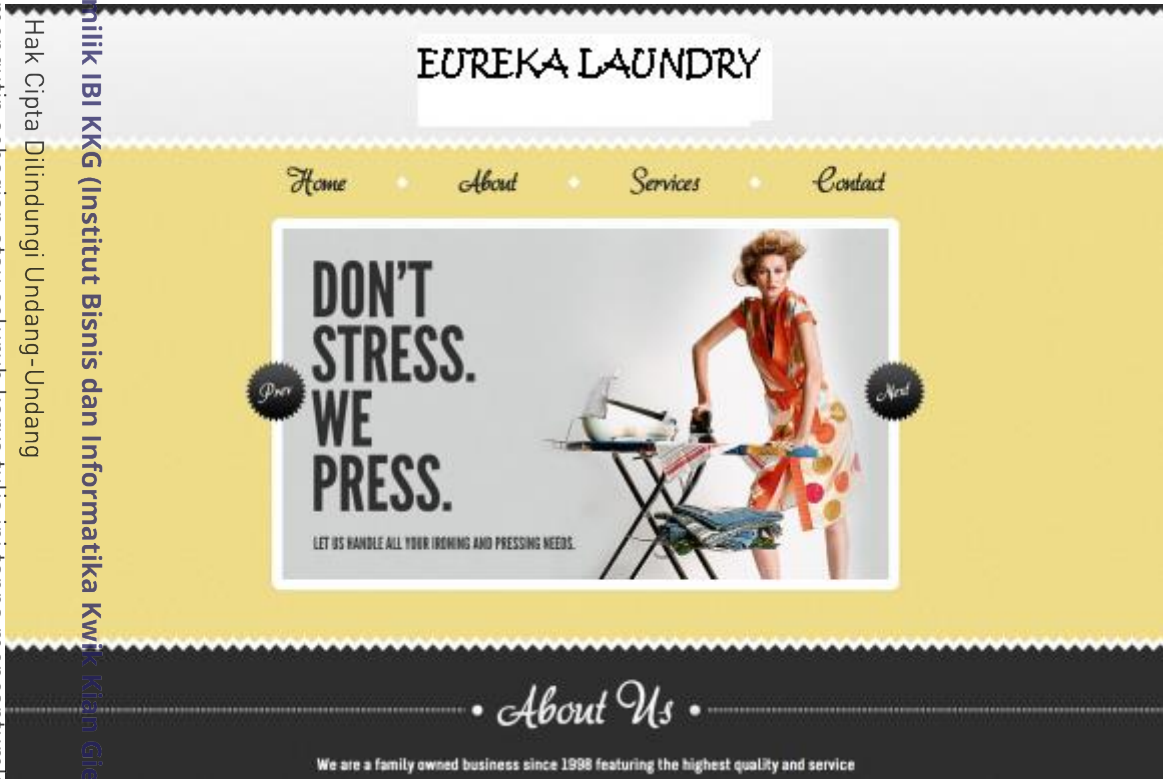 EUREKA LAUNDRY
Home
About
Services
Contact
DON'T
STRESS.
WE
PRESS.
LET US HANDLE ALL YOUR IRONING AND PRESSING NEEDS.
Prev
Next
• About Us •
We are a family owned business since 1998 featuring the highest quality and service
Hak Cipta Dilindungi Undang-Undang
milik IBI KKG (Institut Bisnis dan Informatika Kwik Kian Gie